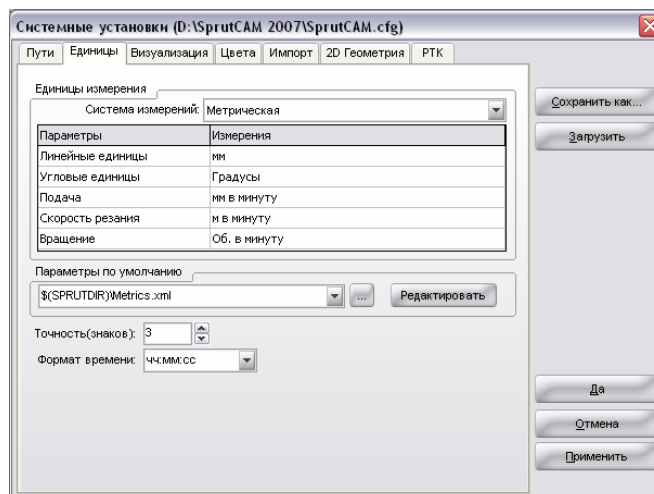 Системные установки (D:\SprutCAM 2007\SprutCAM.cfg)
Пути Единицы Визуализация Цвета Импорт 2D Геометрия РТК
Единицы измерения
Система измерений: Метрическая
Параметры Измерения
Линейные единицы мм
Угловые единицы Градусы
Подача мм в минуту
Скорость резания м в минуту
Вращение Об. в минуту
Параметры по умолчанию
$(SPRUTDIR)\Metrics.xml ... Редактировать
Точность(знаков): 3
Формат времени: чч:мм:сс
Сохранить как...
Загрузить
Да
Отмена
Применить